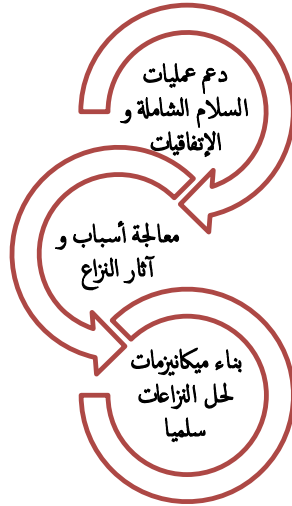 دعم عمليات
السلام الشاملة و
الإتفاقيات
معالجة أسباب و
آثار النزاع
بناء ميكانيزمات
لحل النزاعات
سلميا